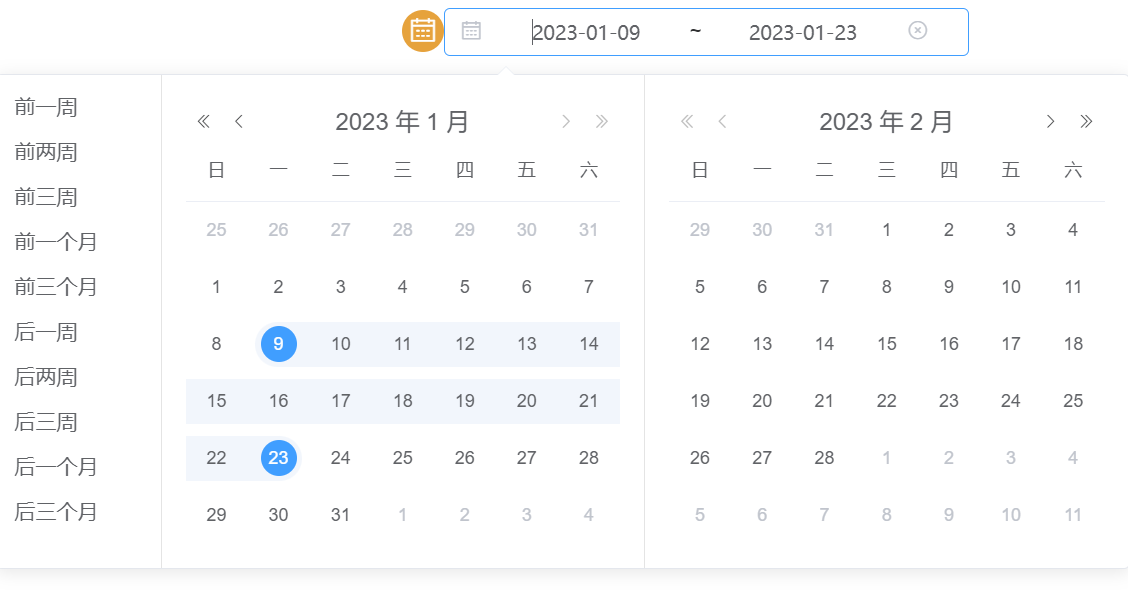 2023-01-09 ~ 2023-01-23
前一周
前两周
前三周
前一个月
前三个月
后一周
后两周
后三周
后一个月
后三个月
2023 年 1 月
日 一 二 三 四 五 六
25 26 27 28 29 30 31
1 2 3 4 5 6 7
8 9 10 11 12 13 14
15 16 17 18 19 20 21
22 23 24 25 26 27 28
29 30 31 1 2 3 4
2023 年 2 月
日 一 二 三 四 五 六
29 30 31 1 2 3 4
5 6 7 8 9 10 11
12 13 14 15 16 17 18
19 20 21 22 23 24 25
26 27 28 1 2 3 4
5 6 7 8 9 10 11